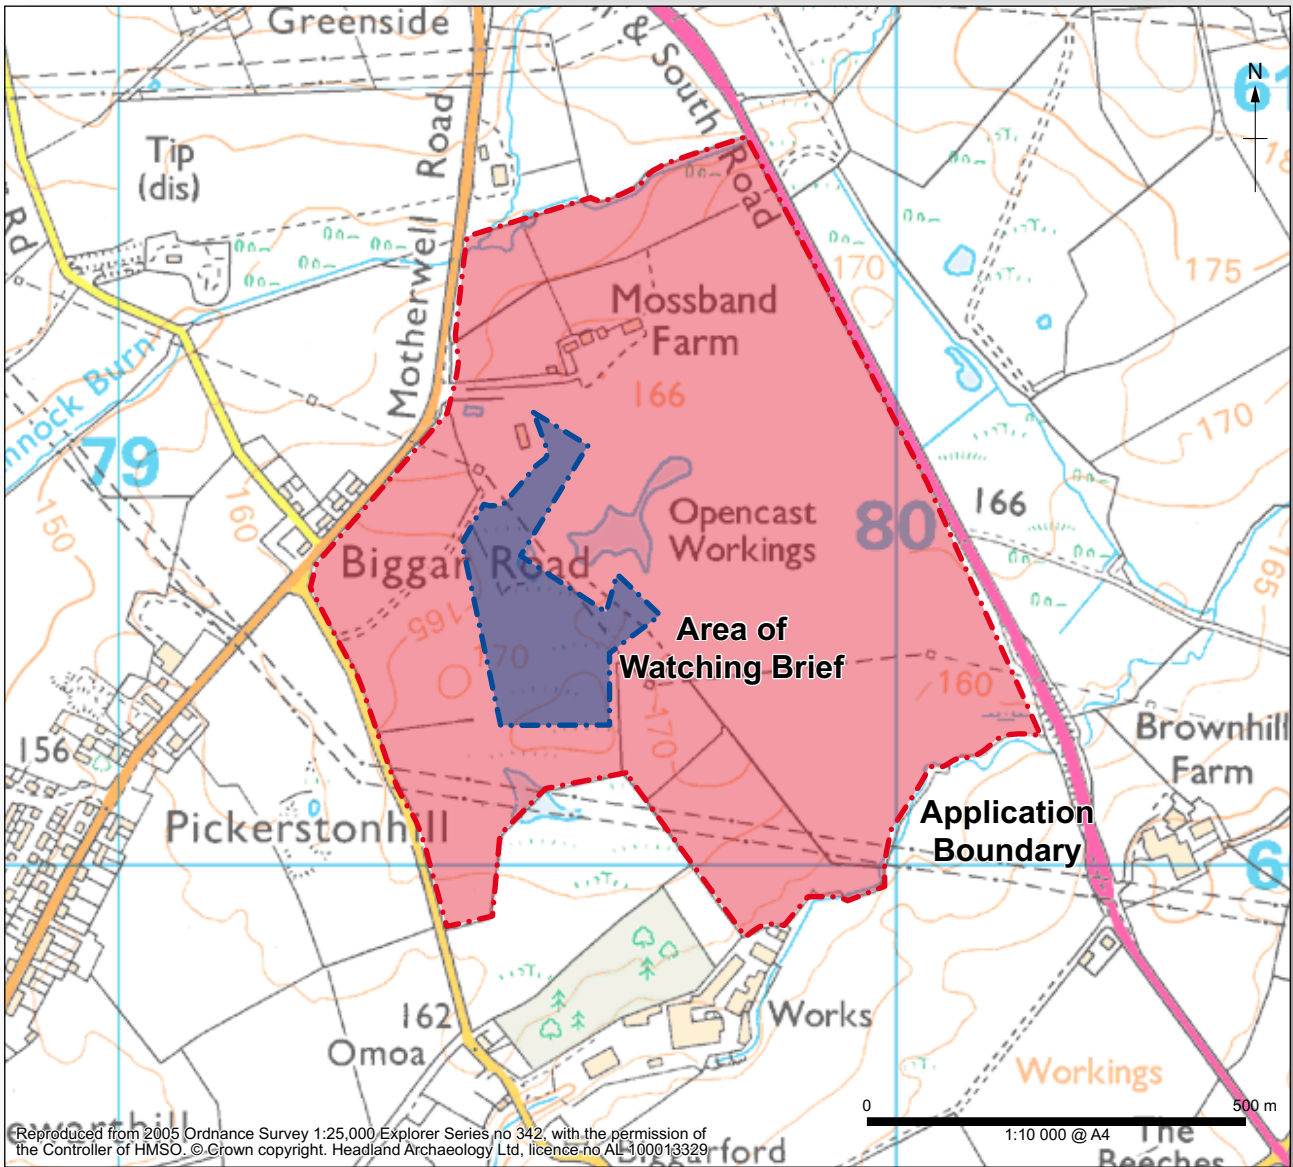 Greenside
& South
Road
N
61
Tip
(dis)
Road
Motherwell
Rd
18
170
175
Mossband
Farm
166
79
150
160
170
Opencast
Workings
80
166
Biggar Road
165
165
170
Area of
Watching Brief
160
170
156
Brownhill
Farm
Pickerstonhill
Application
Boundary
6
162
Omoa
Works
Workings
0
500 m
1:10 000 @ A4
The
Beeches
Reproduced from 2005 Ordnance Survey 1:25,000 Explorer Series no 342, with the permission of
the Controller of HMSO. © Crown copyright. Headland Archaeology Ltd, licence no AL 100013329